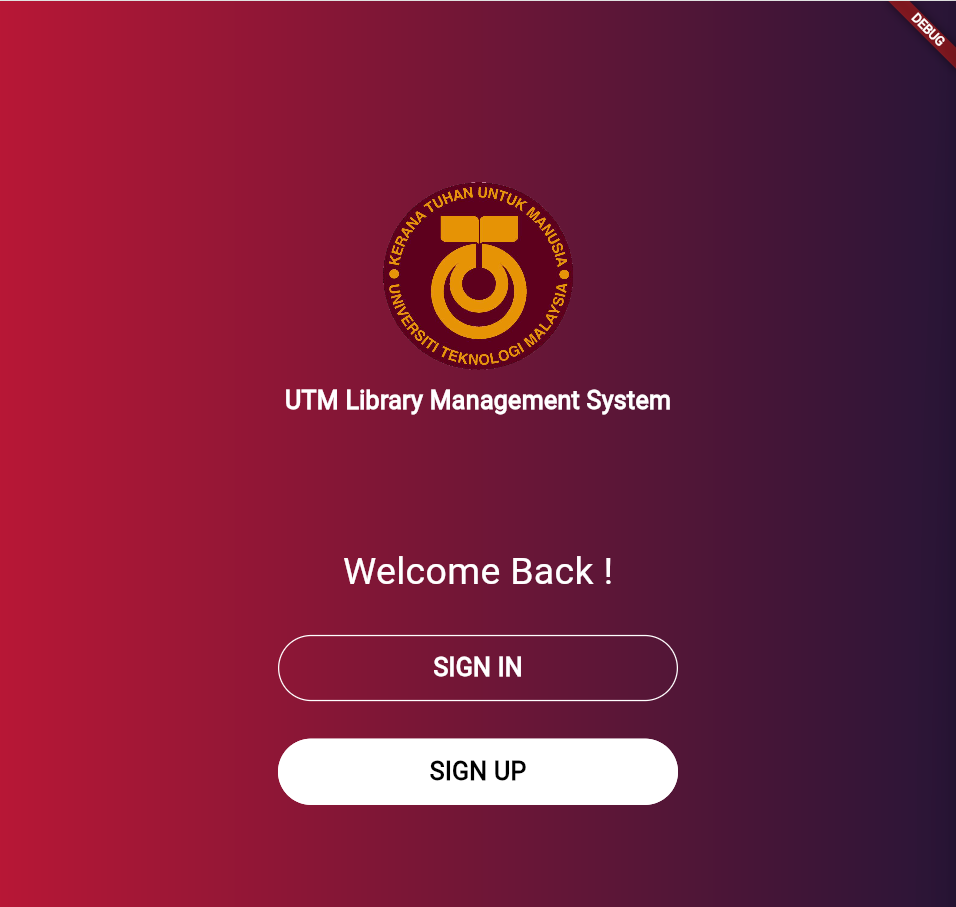 DEBUG
KERANA TUHAN UNTUK MANUSIA
UNIVERSITI TEKNOLOGI MALAYSIA
UTM Library Management System
Welcome Back !
SIGN IN
SIGN UP